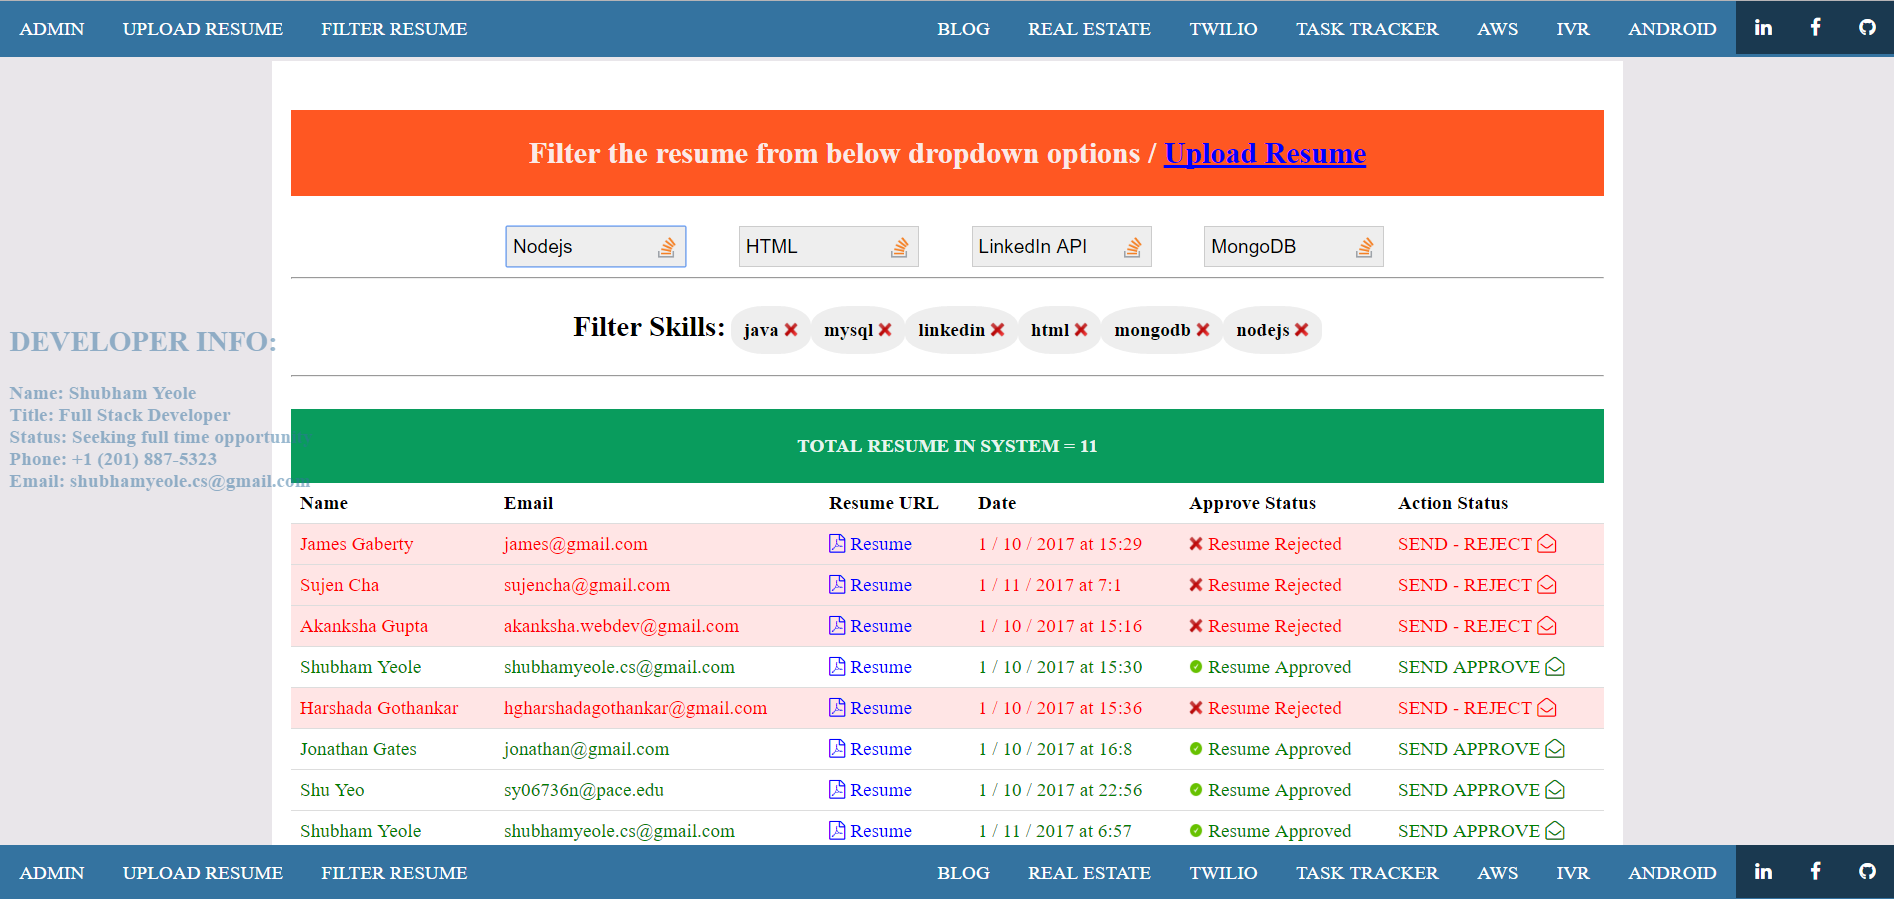 ADMIN UPLOAD RESUME FILTER RESUME BLOG REAL ESTATE TWILIO TASK TRACKER AWS IVR ANDROID
Filter the resume from below dropdown options / Upload Resume
Nodejs HTML LinkedIn API MongoDB
Filter Skills: java mysql linkedin html mongodb nodejs
DEVELOPER INFO:
Name: Shubham Yeole
Title: Full Stack Developer
Status: Seeking full time
Phone: +1 (201) 887-5323
Email: shubhamyeole.cs@gmail.com
TOTAL RESUME IN SYSTEM = 11
Name Email Resume URL Date Approve Status Action Status
James Gaberty james@gmail.com Resume 1 / 10 / 2017 at 15:29 Resume Rejected SEND - REJECT
Sujen Cha sujencha@gmail.com Resume 1 / 11 / 2017 at 7:1 Resume Rejected SEND - REJECT
Akanksha Gupta akanksha.webdev@gmail.com Resume 1 / 10 / 2017 at 15:16 Resume Rejected SEND - REJECT
Shubham Yeole shubhamyeole.cs@gmail.com Resume 1 / 10 / 2017 at 15:30 Resume Approved SEND APPROVE
Harshada Gothankar hgharshadagothankar@gmail.com Resume 1 / 10 / 2017 at 15:36 Resume Rejected SEND - REJECT
Jonathan Gates jonathan@gmail.com Resume 1 / 10 / 2017 at 16:8 Resume Approved SEND APPROVE
Shu Yeo sy06736n@pace.edu Resume 1 / 10 / 2017 at 22:56 Resume Approved SEND APPROVE
Shubham Yeole shubhamyeole.cs@gmail.com Resume 1 / 11 / 2017 at 6:57 Resume Approved SEND APPROVE
ADMIN UPLOAD RESUME FILTER RESUME BLOG REAL ESTATE TWILIO TASK TRACKER AWS IVR ANDROID